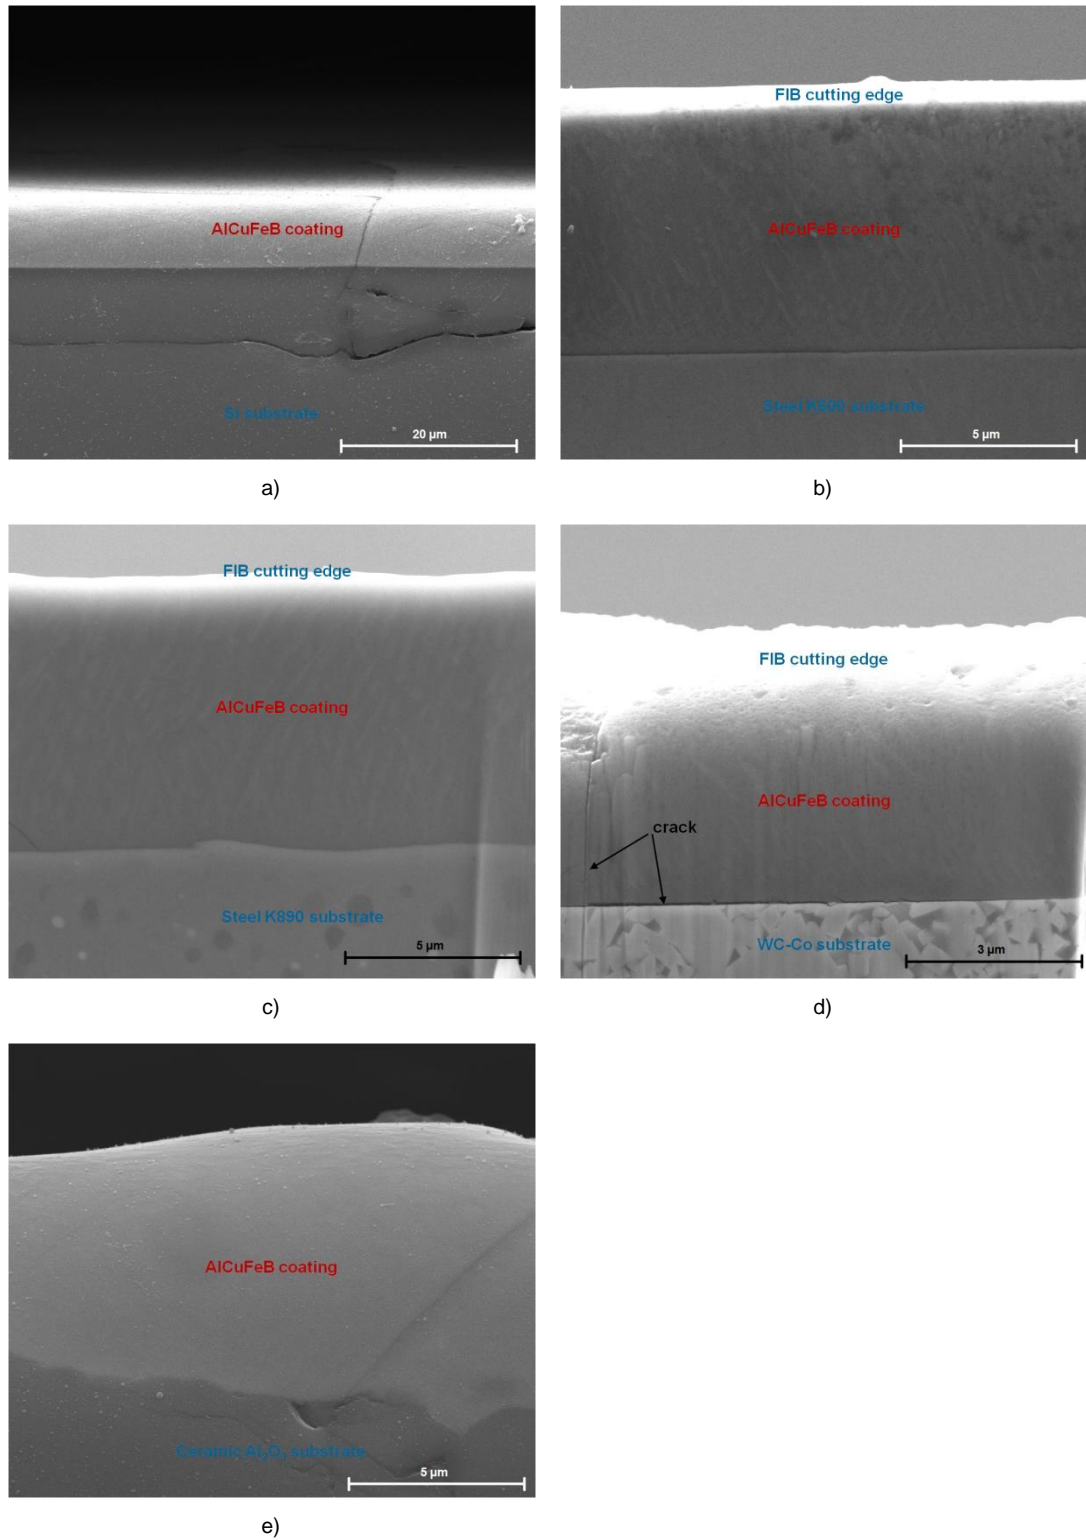 AlCuFeB coating
Si substrate
20 µm
a)
FIB cutting edge
AlCuFeB coating
Steel K600 substrate
5 µm
b)
FIB cutting edge
AlCuFeB coating
Steel K890 substrate
5 µm
c)
FIB cutting edge
AlCuFeB coating
crack
WC-Co substrate
3 µm
d)
AlCuFeB coating
Ceramic Al₂O₃ substrate
5 µm
e)